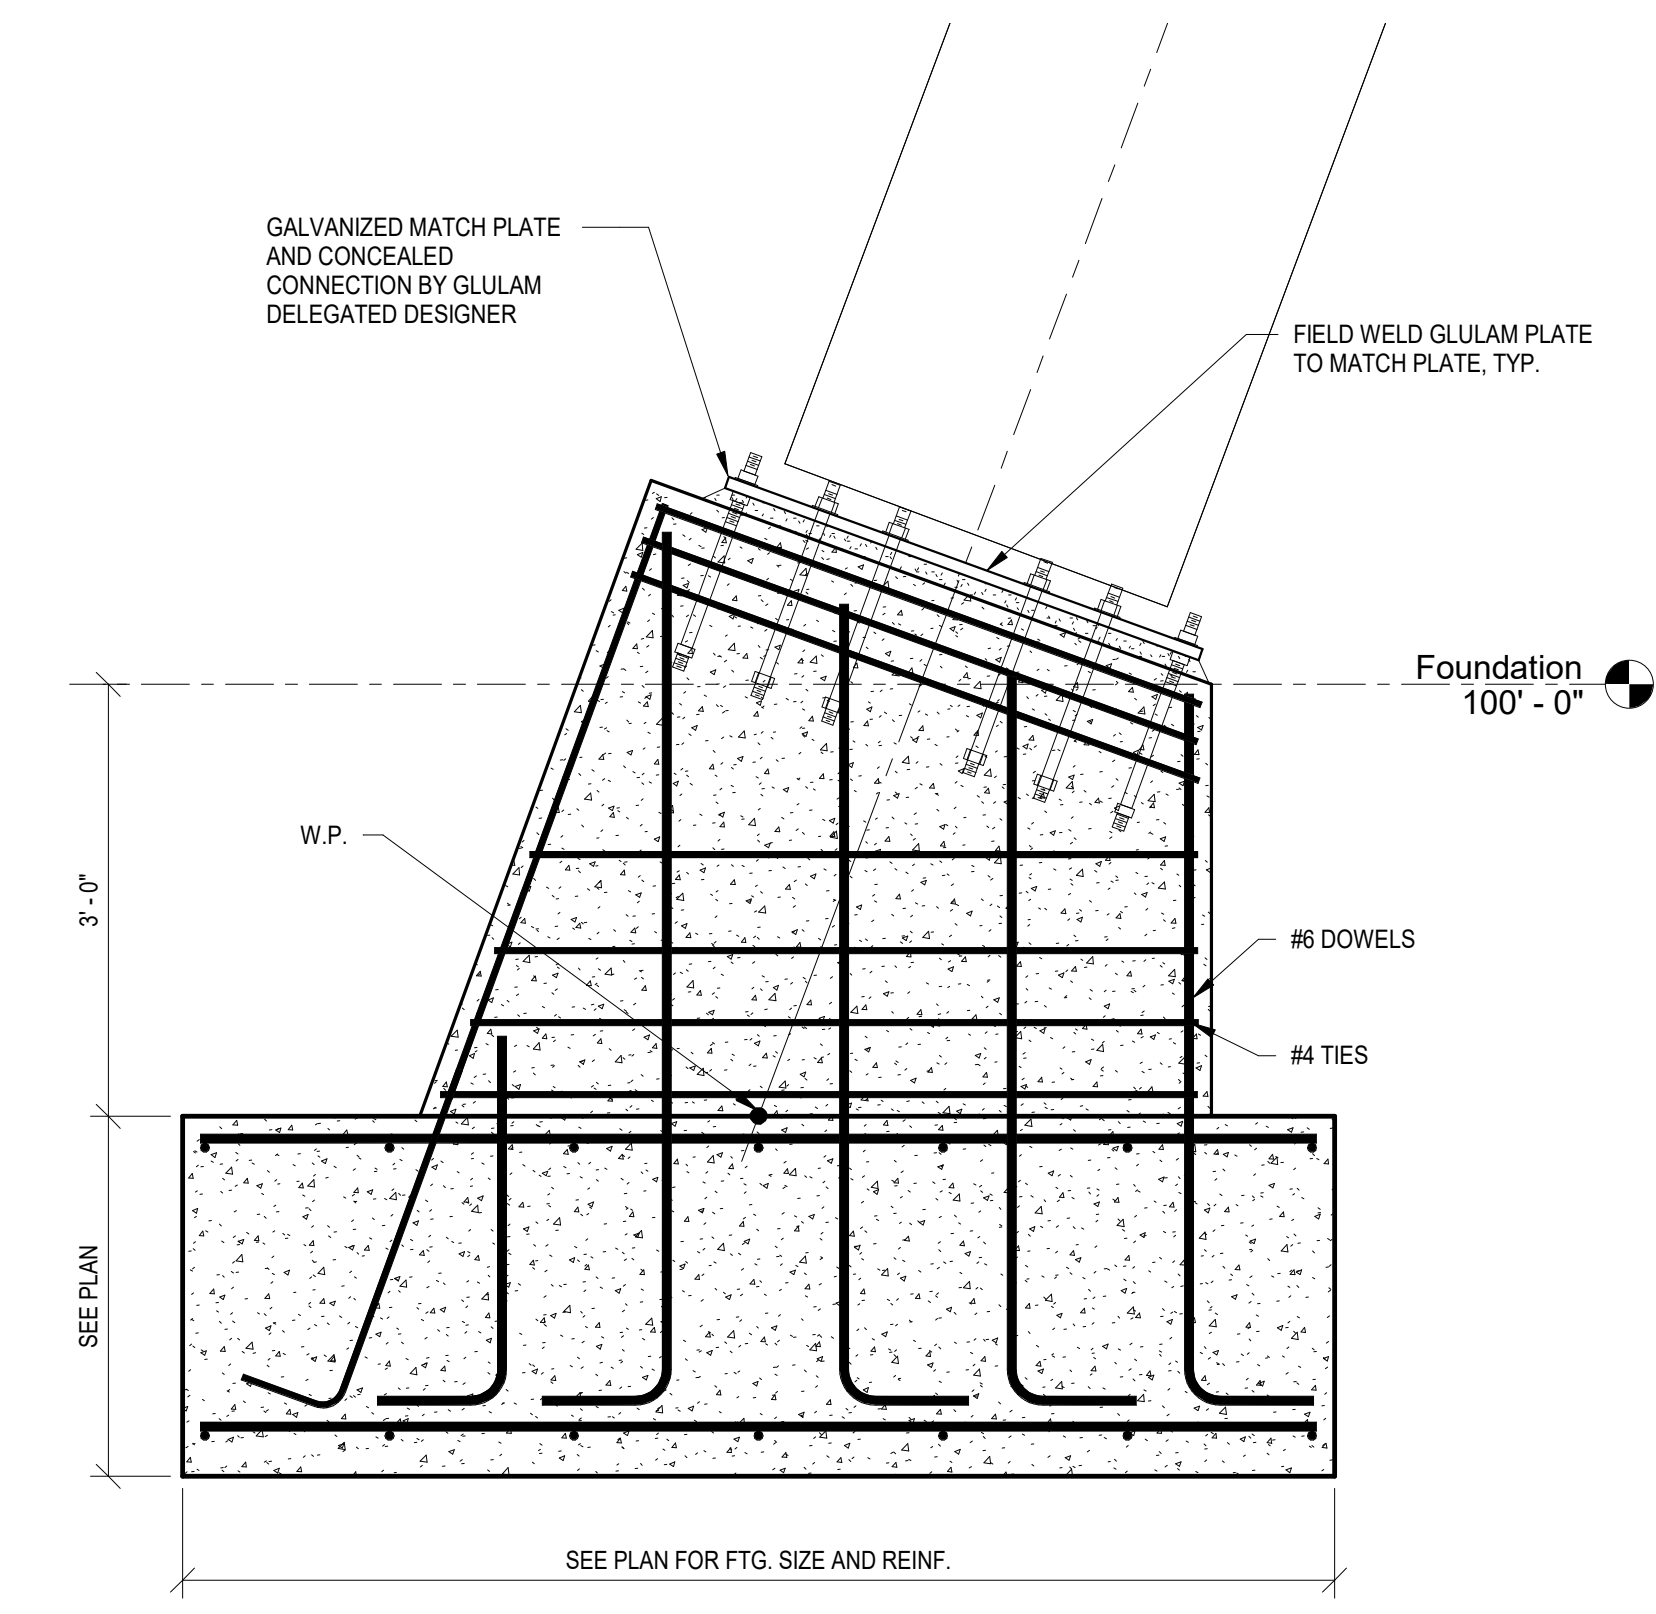 GALVANIZED MATCH PLATE
AND CONCEALED
CONNECTION BY GLULAM
DELEGATED DESIGNER
FIELD WELD GLULAM PLATE
TO MATCH PLATE, TYP.
Foundation
100' - 0"
W.P.
3' - 0"
#6 DOWELS
#4 TIES
SEE PLAN
SEE PLAN FOR FTG. SIZE AND REINF.